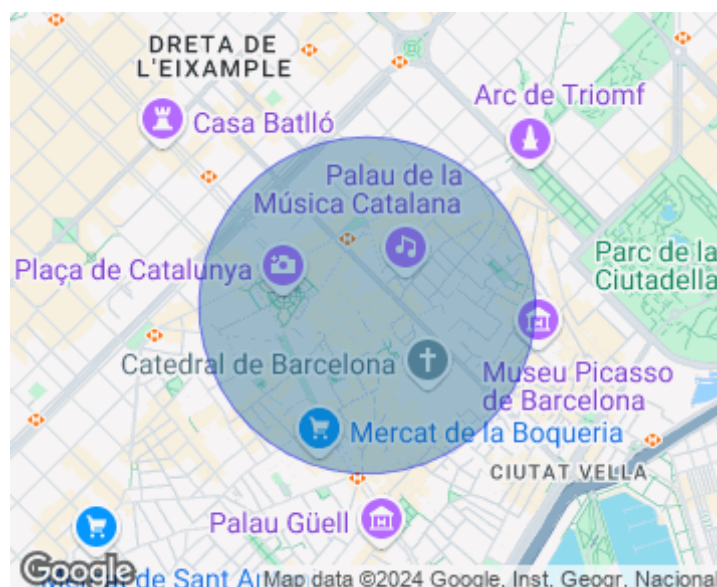 DRETA DE
L'EIXAMPLE
Casa Batlló
Arc de Triomf
Palau de la
Música Catalana
Plaça de Catalunya
Parc de la
Ciutadella
Catedral de Barcelona
Museu Picasso
de Barcelona
Mercat de la Boqueria
CIUTAT VELLA
Palau Güell
Google
de Sant
Map data ©2024 Google, Inst. Geogr. Nacional